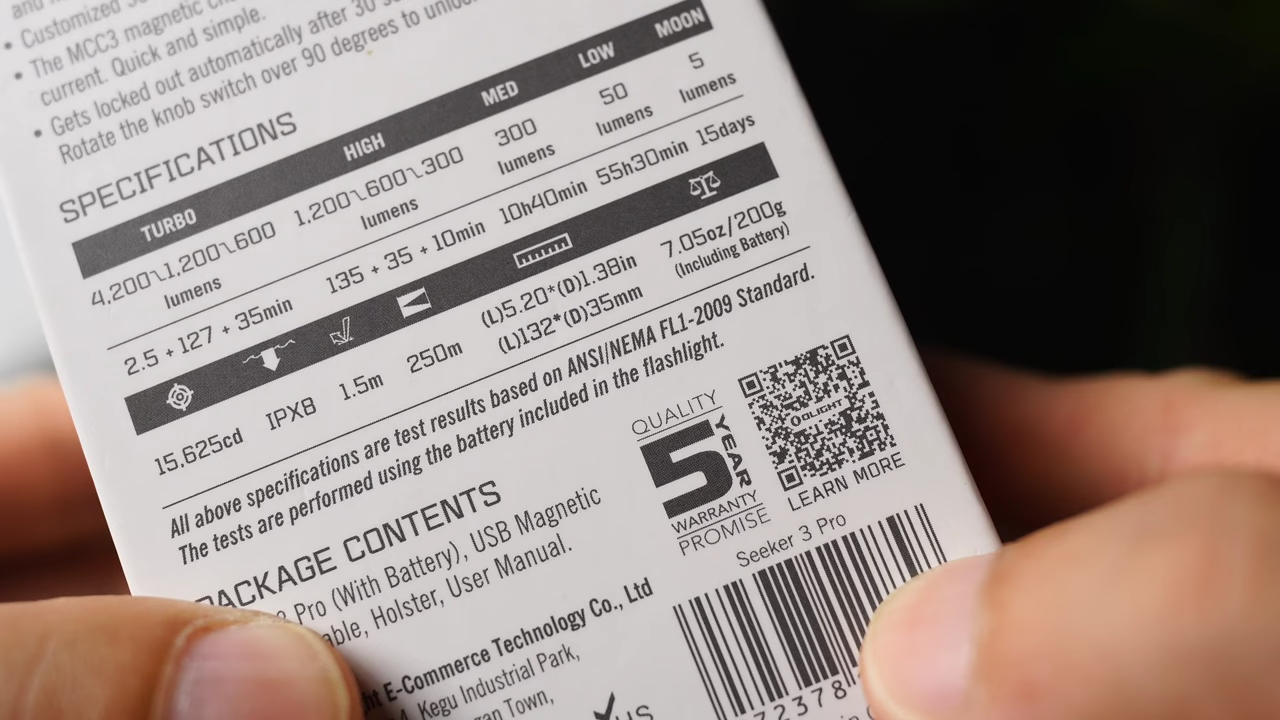 • Customized
• The MCC3 magnetic
current. Quick and simple.
• Gets locked out automatically after 30
Rotate the knob switch over 90 degrees to unlock
SPECIFICATIONS
TURBO HIGH MED LOW MOON
4,200~1,200~600 lumens 1,200~600~300 lumens 300 lumens 50 lumens 5 lumens
2.5 + 127 + 35min 135 + 35 + 10min 10h40min 55h30min 15days
15,625cd IPX8 1.5m 250m (L)5.20*(D)1.38in 7.05oz/200g
(L)132*(D)35mm (Including Battery)
All above specifications are test results based on ANSI/NEMA FL1-2009 Standard.
The tests are performed using the battery included in the flashlight.
QUALITY
5 YEAR
WARRANTY
PROMISE
OLIGHT
LEARN MORE
PACKAGE CONTENTS
Pro (With Battery), USB Magnetic
Holster, User Manual.
Seeker 3 Pro
E-Commerce Technology Co., Ltd
Kegu Industrial Park,
Town,
72378